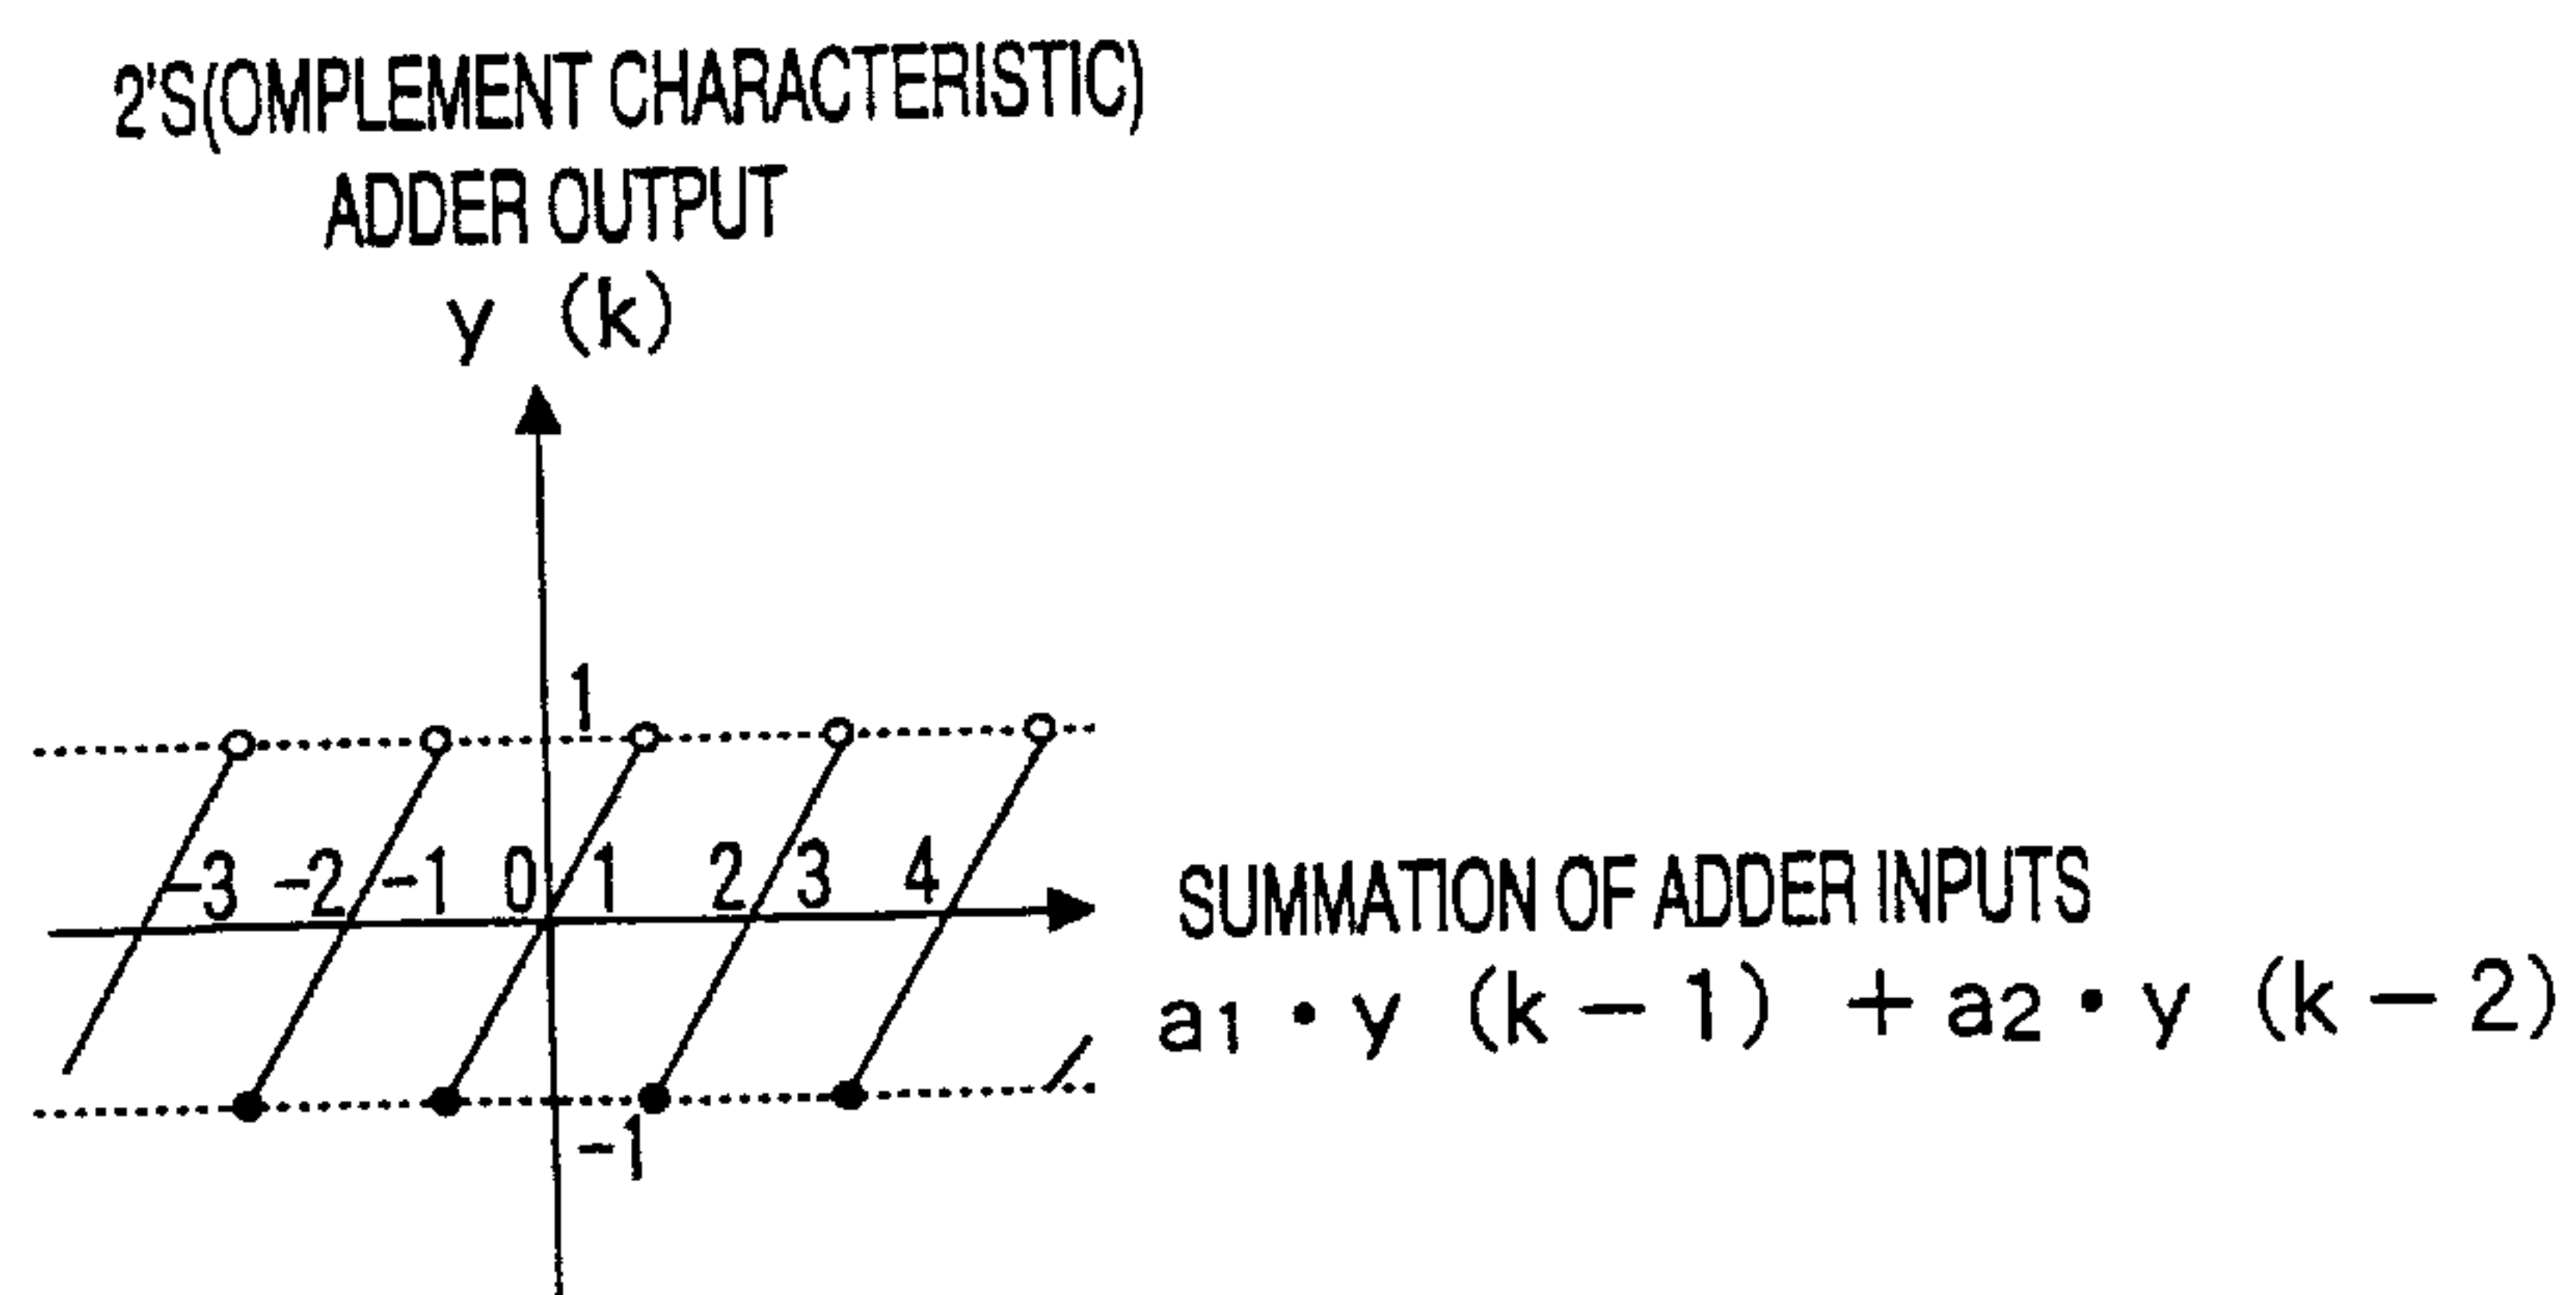 2'S(OMPLEMENT CHARACTERISTIC)
ADDER OUTPUT
y (k)
1
-3 -2 -1 0 1 2 3 4
SUMMATION OF ADDER INPUTS
a1 · y (k - 1) + a2 · y (k - 2)
-1